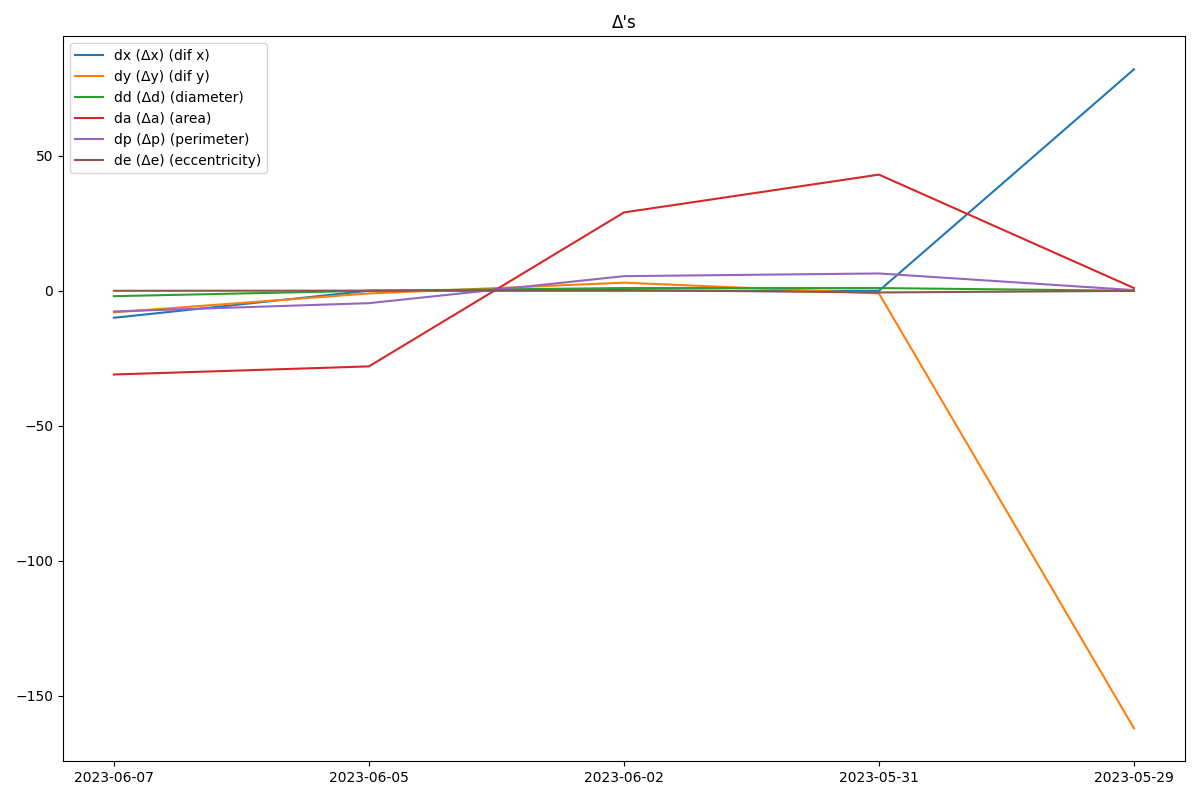 Δ's
dx (Δx) (dif x)
dy (Δy) (dif y)
dd (Δd) (diameter)
da (Δa) (area)
dp (Δp) (perimeter)
de (Δe) (eccentricity)
50
0
−50
−100
−150
2023-06-07 2023-06-05 2023-06-02 2023-05-31 2023-05-29